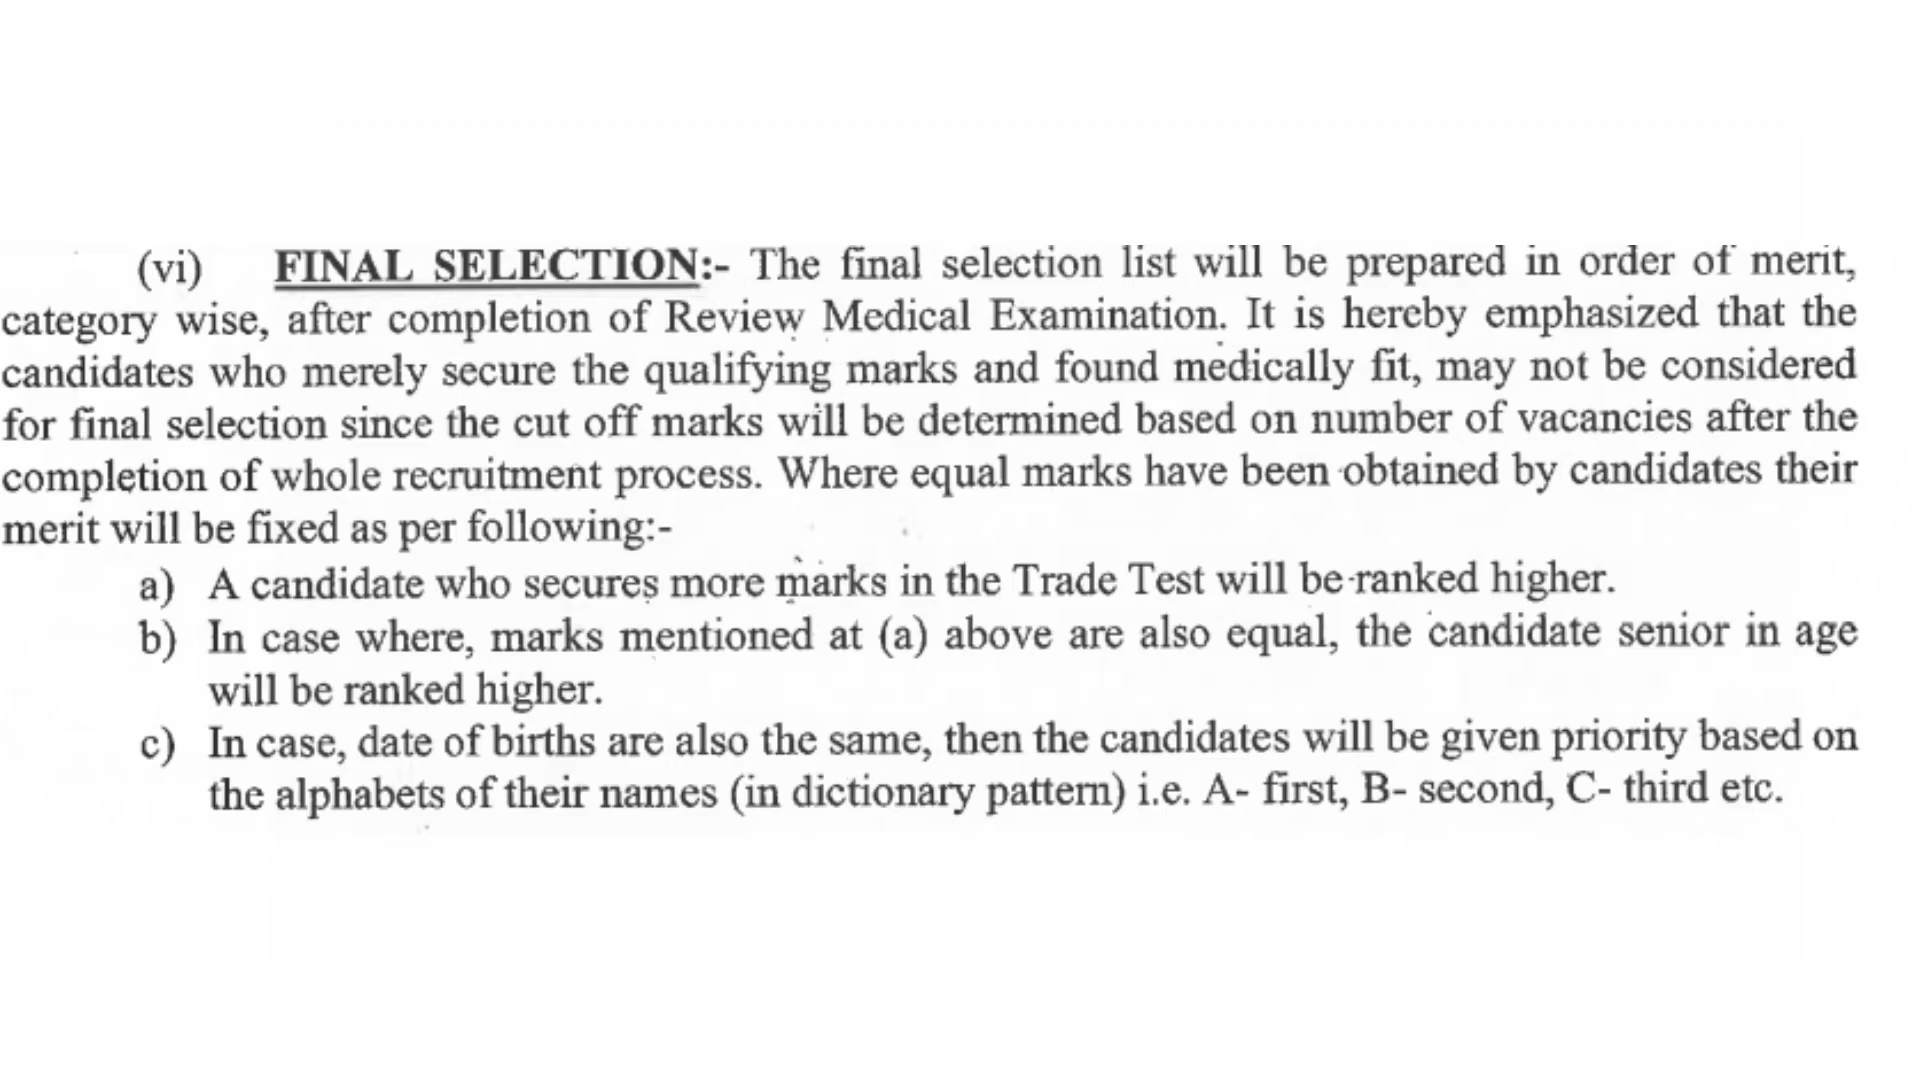 (vi) FINAL SELECTION:- The final selection list will be prepared in order of merit,
category wise, after completion of Review Medical Examination. It is hereby emphasized that the
candidates who merely secure the qualifying marks and found medically fit, may not be considered
for final selection since the cut off marks will be determined based on number of vacancies after the
completion of whole recruitment process. Where equal marks have been obtained by candidates their
merit will be fixed as per following:-
a) A candidate who secures more marks in the Trade Test will be ranked higher.
b) In case where, marks mentioned at (a) above are also equal, the candidate senior in age
will be ranked higher.
c) In case, date of births are also the same, then the candidates will be given priority based on
the alphabets of their names (in dictionary pattern) i.e. A- first, B- second, C- third etc.